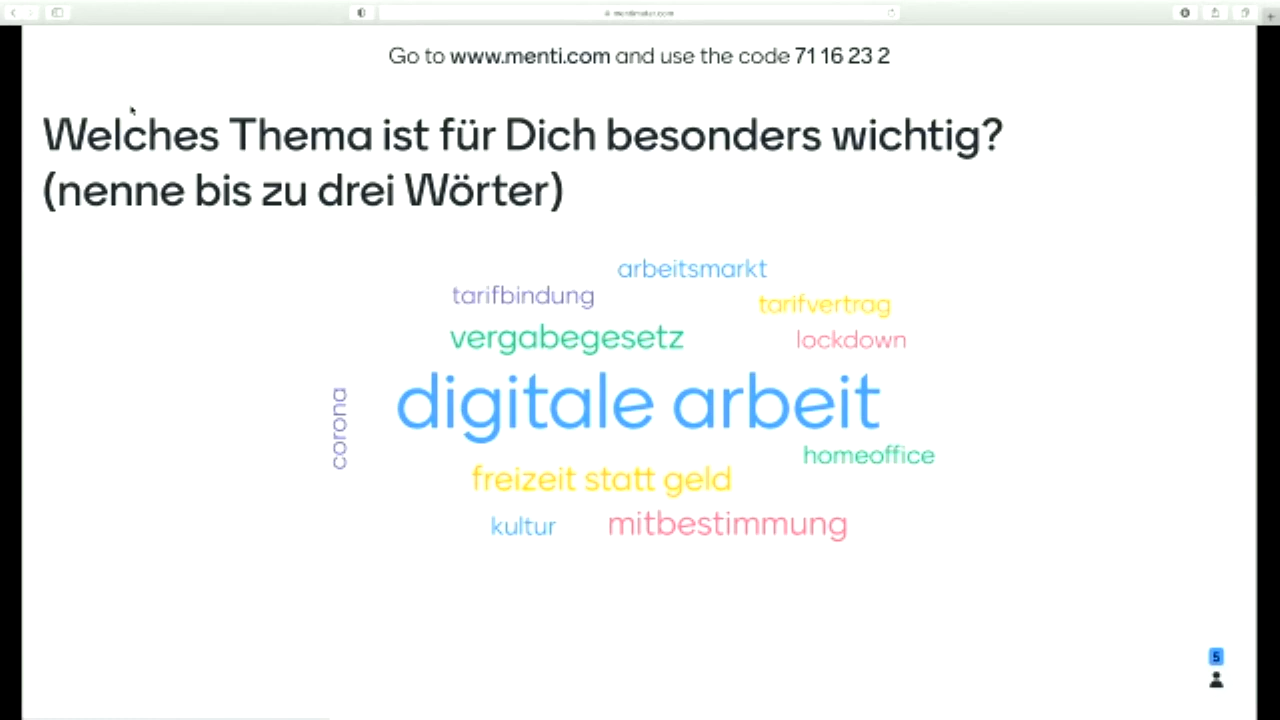 mentimeter.com
Go to www.menti.com and use the code 71 16 23 2
Welches Thema ist für Dich besonders wichtig?
(nenne bis zu drei Wörter)
arbeitsmarkt
tarifbindung
tarifvertrag
vergabegesetz
lockdown
corona
digitale arbeit
homeoffice
freizeit statt geld
kultur
mitbestimmung
5